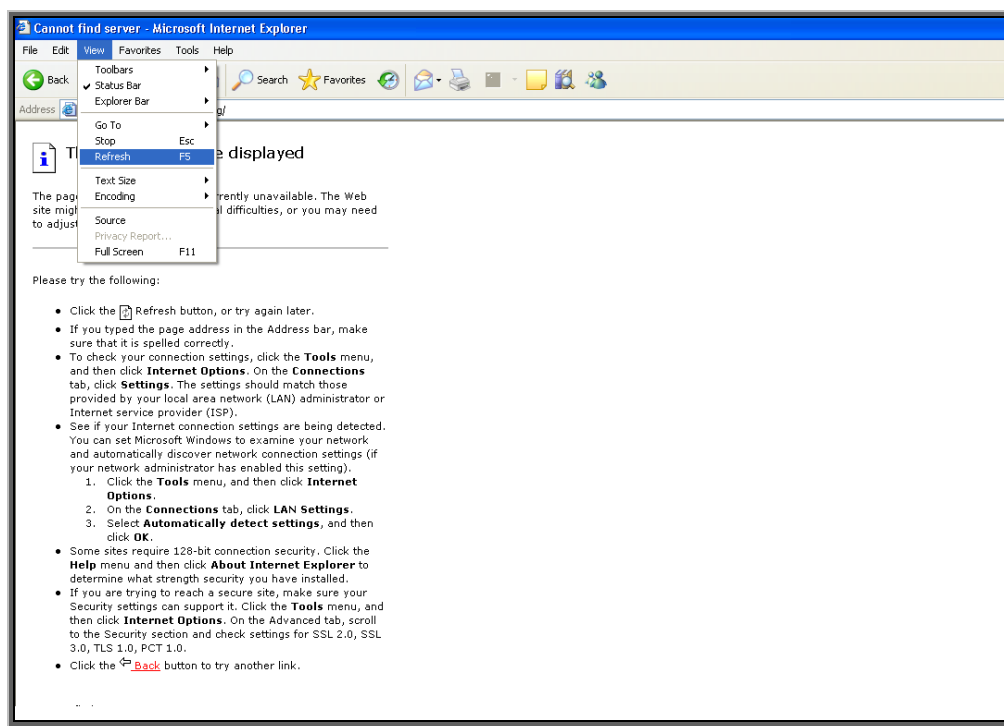 Cannot find server - Microsoft Internet Explorer
File Edit View Favorites Tools Help
Back Search Favorites
Toolbars
Status Bar
Explorer Bar
Address g/
Go To
Stop Esc
Refresh F5
Text Size
Encoding
Source
Privacy Report...
Full Screen F11
e displayed
The pag rrently unavailable. The Web
site migh l difficulties, or you may need
to adjust
Please try the following:
Click the Refresh button, or try again later.
If you typed the page address in the Address bar, make
sure that it is spelled correctly.
To check your connection settings, click the Tools menu,
and then click Internet Options. On the Connections
tab, click Settings. The settings should match those
provided by your local area network (LAN) administrator or
Internet service provider (ISP).
See if your Internet connection settings are being detected.
You can set Microsoft Windows to examine your network
and automatically discover network connection settings (if
your network administrator has enabled this setting).
1. Click the Tools menu, and then click Internet
Options.
2. On the Connections tab, click LAN Settings.
3. Select Automatically detect settings, and then
click OK.
Some sites require 128-bit connection security. Click the
Help menu and then click About Internet Explorer to
determine what strength security you have installed.
If you are trying to reach a secure site, make sure your
Security settings can support it. Click the Tools menu, and
then click Internet Options. On the Advanced tab, scroll
to the Security section and check settings for SSL 2.0, SSL
3.0, TLS 1.0, PCT 1.0.
Click the Back button to try another link.